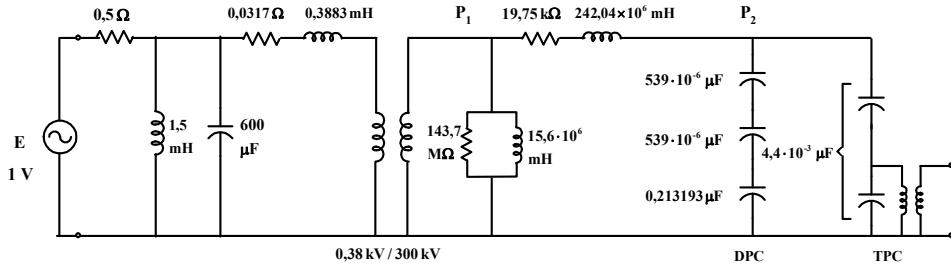 0,5 Ω
0,0317 Ω
0,3883 mH
P1
19,75 kΩ
242,04×10⁶ mH
P2
E
1 V
1,5
mH
600
μF
143,7
MΩ
15,6·10⁶
mH
539·10⁻⁶ μF
539·10⁻⁶ μF
0,213193 μF
4,4·10⁻³ μF
0,38 kV / 300 kV
DPC
TPC